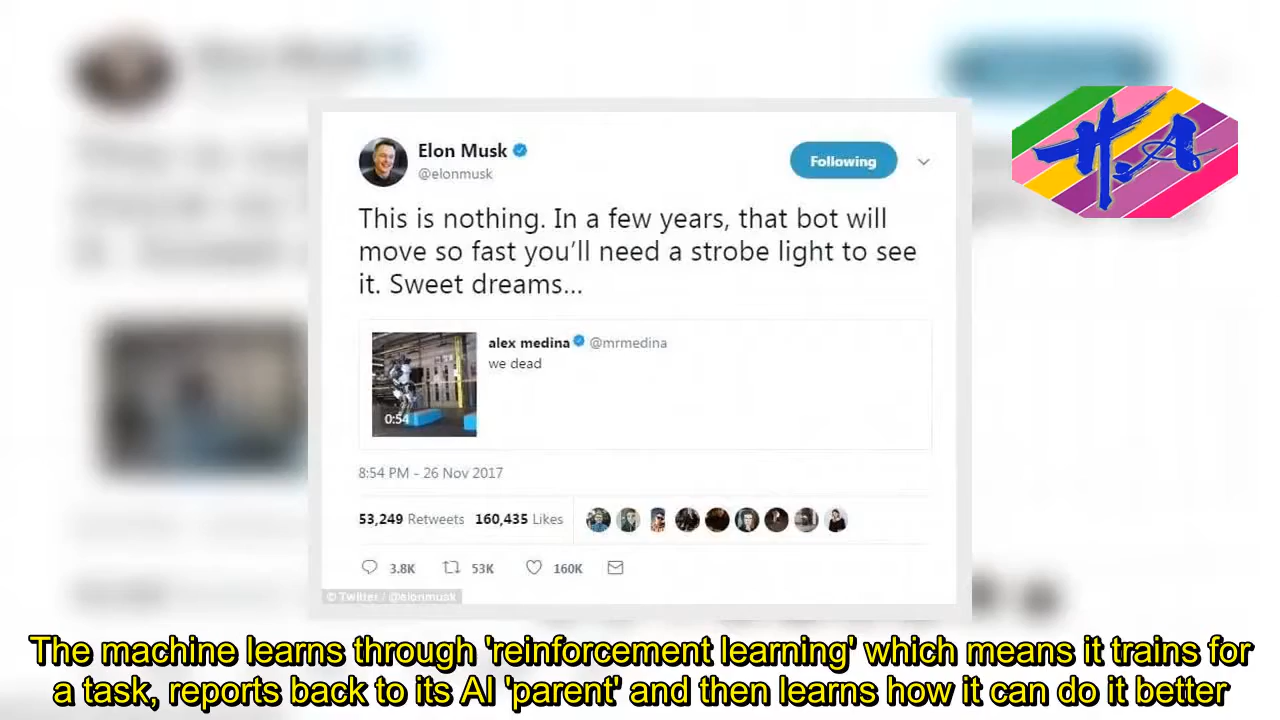 Elon Musk
@elonmusk
Following
This is nothing. In a few years, that bot will
move so fast you’ll need a strobe light to see
it. Sweet dreams...
alex medina @mrmedina
we dead
0:54
8:54 PM - 26 Nov 2017
53,249 Retweets 160,435 Likes
3.8K 53K 160K
© Twitter / @elonmusk
H.A
The machine learns through 'reinforcement learning' which means it trains for
a task, reports back to its AI 'parent' and then learns how it can do it better